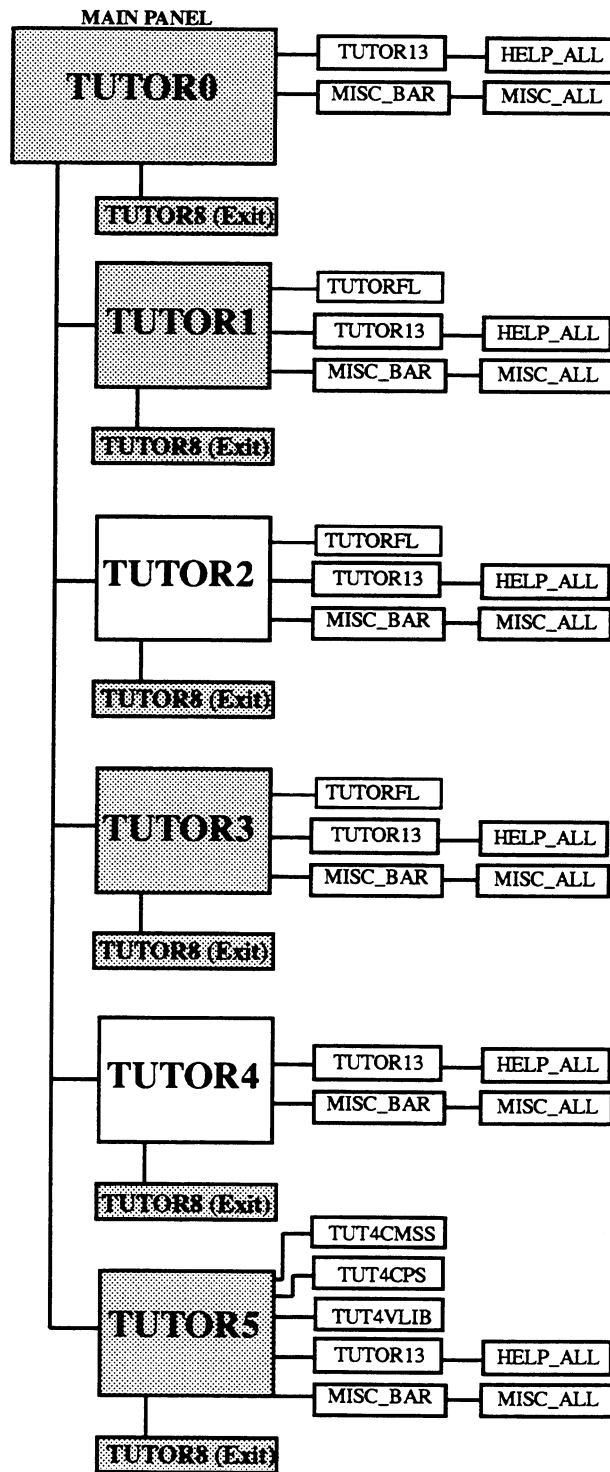 MAIN PANEL
TUTOR0
TUTOR13
HELP_ALL
MISC_BAR
MISC_ALL
TUTOR8 (Exit)
TUTOR1
TUTORFL
TUTOR13
HELP_ALL
MISC_BAR
MISC_ALL
TUTOR8 (Exit)
TUTOR2
TUTORFL
TUTOR13
HELP_ALL
MISC_BAR
MISC_ALL
TUTOR8 (Exit)
TUTOR3
TUTORFL
TUTOR13
HELP_ALL
MISC_BAR
MISC_ALL
TUTOR8 (Exit)
TUTOR4
TUTOR13
HELP_ALL
MISC_BAR
MISC_ALL
TUTOR8 (Exit)
TUTOR5
TUT4CMSS
TUT4CPS
TUT4VLIB
TUTOR13
HELP_ALL
MISC_BAR
MISC_ALL
TUTOR8 (Exit)